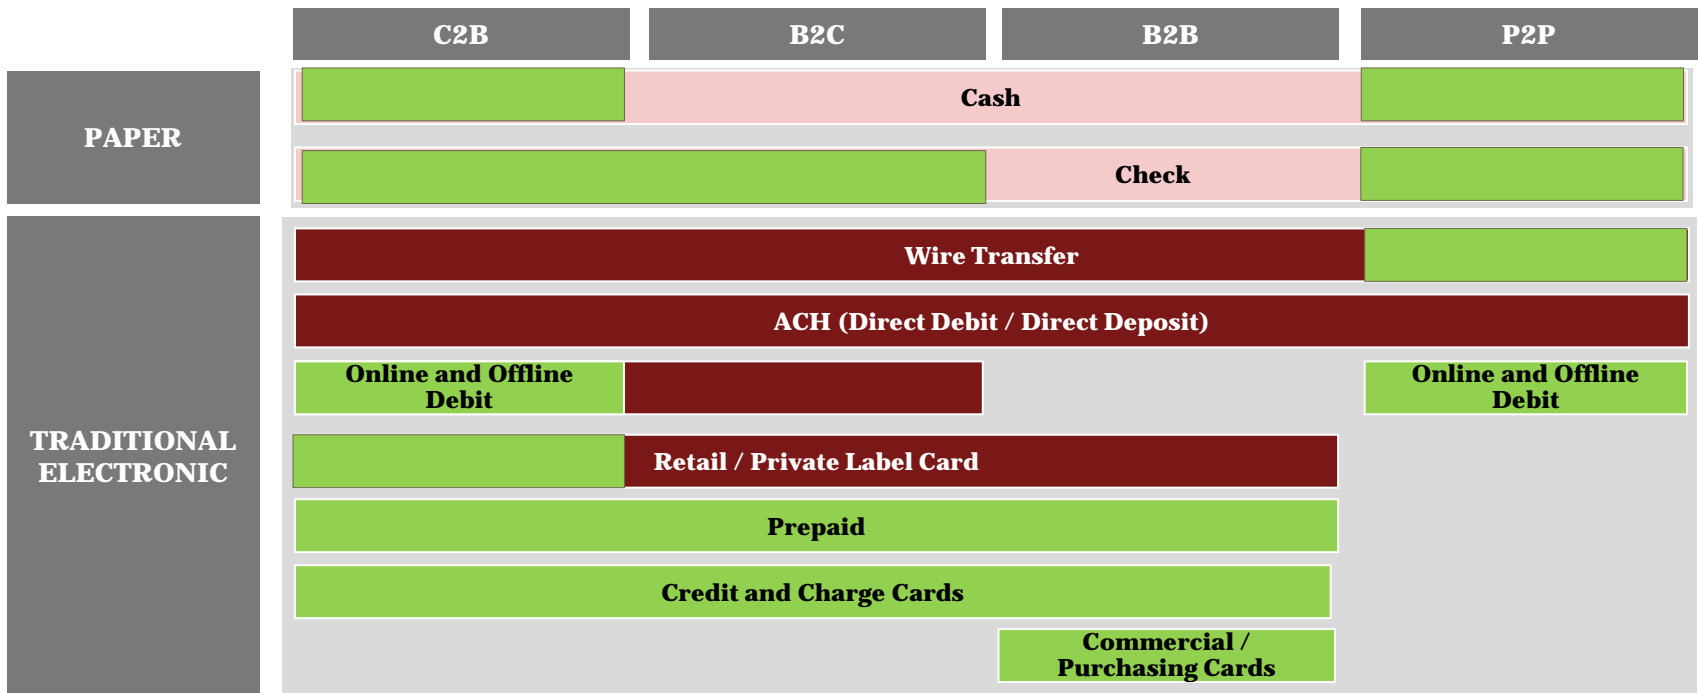 C2B
B2C
B2B
P2P
PAPER
Cash
Check
TRADITIONAL
ELECTRONIC
Wire Transfer
ACH (Direct Debit / Direct Deposit)
Online and Offline
Debit
Online and Offline
Debit
Retail / Private Label Card
Prepaid
Credit and Charge Cards
Commercial /
Purchasing Cards